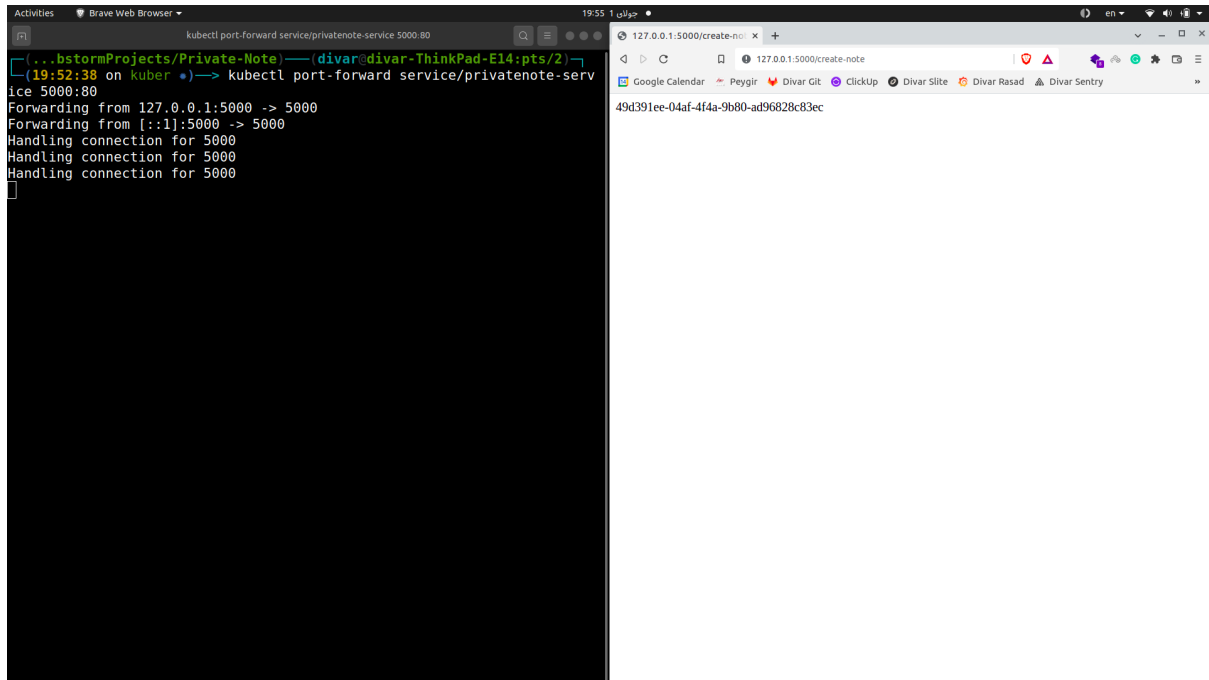 Activities Brave Web Browser 19:55 1 جولای en
kubectl port-forward service/privatenote-service 5000:80
(...bstormProjects/Private-Note)——(divar@divar-ThinkPad-E14:pts/2)
(19:52:38 on kuber ●)——> kubectl port-forward service/privatenote-serv
ice 5000:80
Forwarding from 127.0.0.1:5000 -> 5000
Forwarding from [::1]:5000 -> 5000
Handling connection for 5000
Handling connection for 5000
Handling connection for 5000
127.0.0.1:5000/create-no
127.0.0.1:5000/create-note
Google Calendar Peygir Divar Git ClickUp Divar Slite Divar Rasad Divar Sentry »
49d391ee-04af-4f4a-9b80-ad96828c83ec